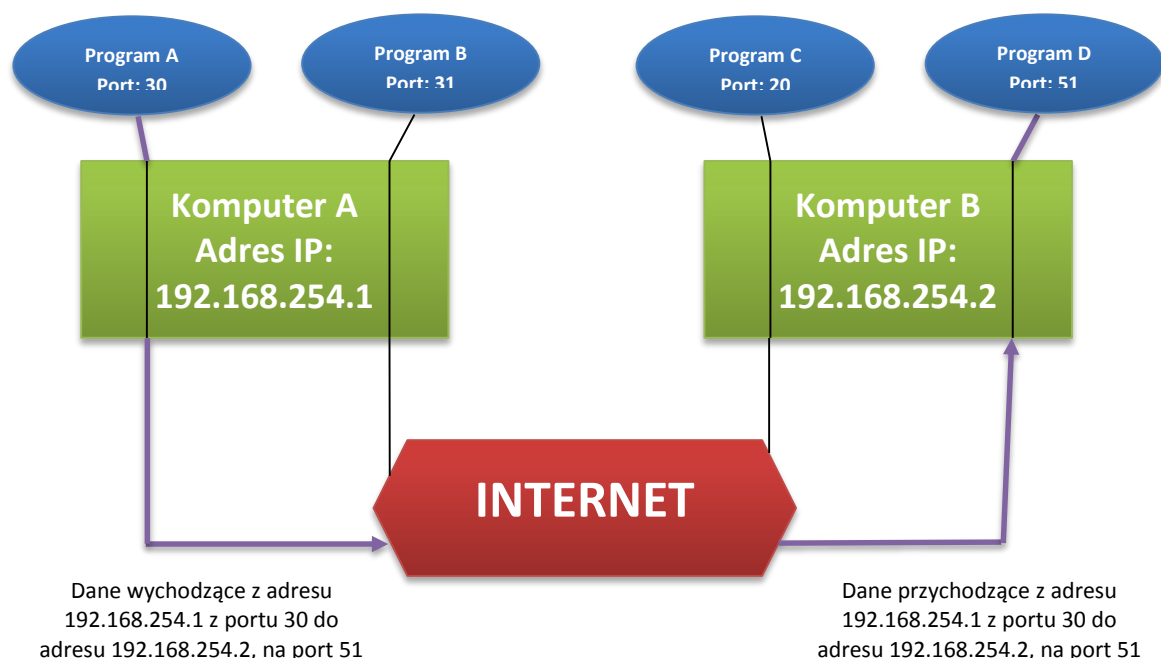 Program A
Port: 30
Program B
Port: 31
Program C
Port: 20
Program D
Port: 51
Komputer A
Adres IP:
192.168.254.1
Komputer B
Adres IP:
192.168.254.2
INTERNET
Dane wychodzące z adresu
192.168.254.1 z portu 30 do
adresu 192.168.254.2, na port 51
Dane przychodzące z adresu
192.168.254.1 z portu 30 do
adresu 192.168.254.2, na port 51